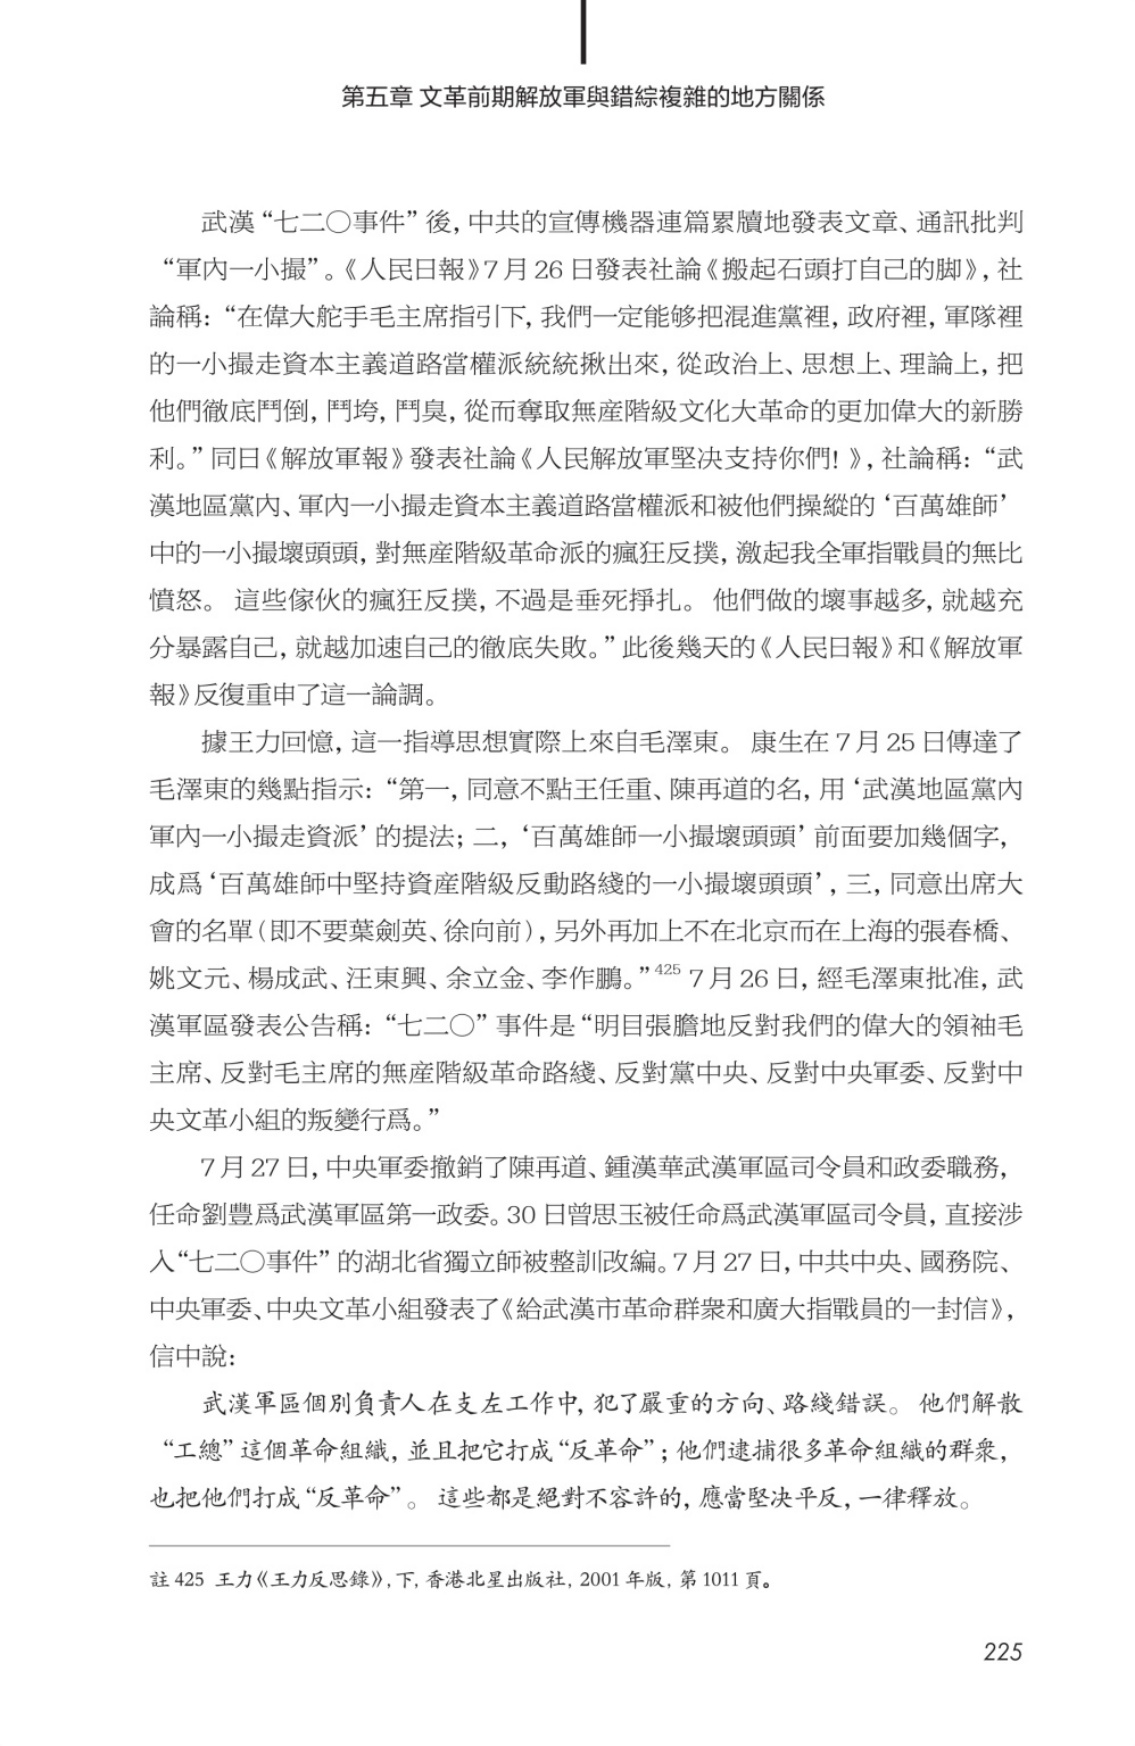 第五章 文革前期解放軍與錯綜複雜的地方關係
武漢“七二〇事件”後，中共的宣傳機器連篇累牘地發表文章、通訊批判
“軍內一小撮”。《人民日報》7月26日發表社論《搬起石頭打自己的脚》，社
論稱：“在偉大舵手毛主席指引下，我們一定能够把混進黨裡，政府裡，軍隊裡
的一小撮走資本主義道路當權派統統揪出來，從政治上、思想上、理論上，把
他們徹底鬥倒，鬥垮，鬥臭，從而奪取無産階級文化大革命的更加偉大的新勝
利。”同日《解放軍報》發表社論《人民解放軍堅决支持你們！》，社論稱：“武
漢地區黨內、軍內一小撮走資本主義道路當權派和被他們操縱的‘百萬雄師’
中的一小撮壞頭頭，對無産階級革命派的瘋狂反撲，激起我全軍指戰員的無比
憤怒。 這些傢伙的瘋狂反撲，不過是垂死掙扎。 他們做的壞事越多，就越充
分暴露自己，就越加速自己的徹底失敗。”此後幾天的《人民日報》和《解放軍
報》反復重申了這一論調。
據王力回憶，這一指導思想實際上來自毛澤東。 康生在7月25日傳達了
毛澤東的幾點指示：“第一，同意不點王任重、陳再道的名，用‘武漢地區黨內
軍內一小撮走資派’的提法；二，‘百萬雄師一小撮壞頭頭’前面要加幾個字，
成爲‘百萬雄師中堅持資産階級反動路綫的一小撮壞頭頭’，三，同意出席大
會的名單（即不要葉劍英、徐向前），另外再加上不在北京而在上海的張春橋、
姚文元、楊成武、汪東興、余立金、李作鵬。”425 7月26日，經毛澤東批准，武
漢軍區發表公告稱：“七二〇”事件是“明目張膽地反對我們的偉大的領袖毛
主席、反對毛主席的無産階級革命路綫、反對黨中央、反對中央軍委、反對中
央文革小組的叛變行爲。”
7月27日，中央軍委撤銷了陳再道、鍾漢華武漢軍區司令員和政委職務，
任命劉豐爲武漢軍區第一政委。30日曾思玉被任命爲武漢軍區司令員，直接涉
入“七二〇事件”的湖北省獨立師被整訓改編。7月27日，中共中央、國務院、
中央軍委、中央文革小組發表了《給武漢市革命群衆和廣大指戰員的一封信》，
信中說：
武漢軍區個別負責人在支左工作中，犯了嚴重的方向、路綫錯誤。 他們解散
“工總”這個革命組織，並且把它打成“反革命”；他們逮捕很多革命組織的群衆，
也把他們打成“反革命”。 這些都是絕對不容許的，應當堅決平反，一律釋放。
註425 王力《王力反思錄》，下，香港北星出版社，2001年版，第1011頁。
225